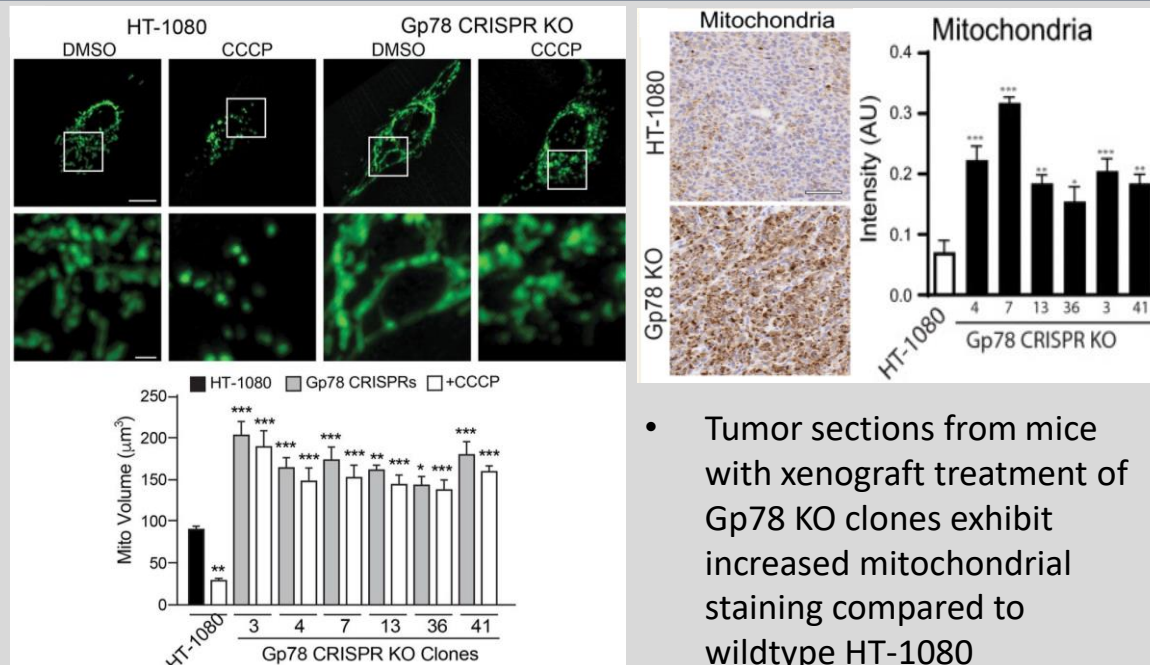 HT-1080
Gp78 CRISPR KO
DMSO
CCCP
DMSO
CCCP
HT-1080
Gp78 CRISPRs
+CCCP
Mito Volume (μm³)
250
200
150
100
50
0
**
***
***
***
***
***
***
**
***
*
***
***
***
HT-1080
3
4
7
13
36
41
Gp78 CRISPR KO Clones
Mitochondria
HT-1080
Gp78 KO
Mitochondria
Intensity (AU)
0.4
0.3
0.2
0.1
0.0
***
***
**
*
***
**
HT-1080
4
7
13
36
3
41
Gp78 CRISPR KO
• Tumor sections from mice
with xenograft treatment of
Gp78 KO clones exhibit
increased mitochondrial
staining compared to
wildtype HT-1080